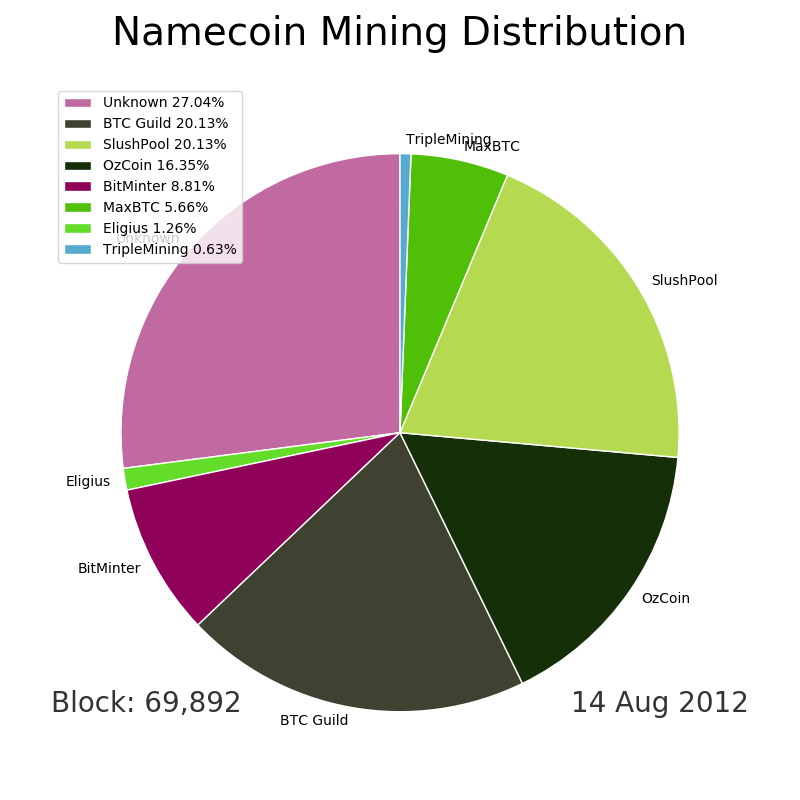 Namecoin Mining Distribution
Unknown 27.04%
BTC Guild 20.13%
SlushPool 20.13%
OzCoin 16.35%
BitMinter 8.81%
MaxBTC 5.66%
Eligius 1.26%
TripleMining 0.63%
TripleMining
MaxBTC
Unknown
SlushPool
Eligius
BitMinter
OzCoin
BTC Guild
Block: 69,892
14 Aug 2012